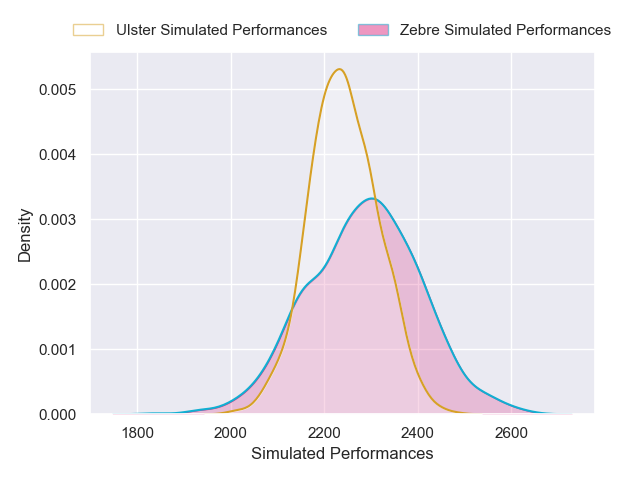 Ulster Simulated Performances Zebre Simulated Performances
0.005
0.004
0.003
0.002
0.001
0.000
Density
1800 2000 2200 2400 2600
Simulated Performances